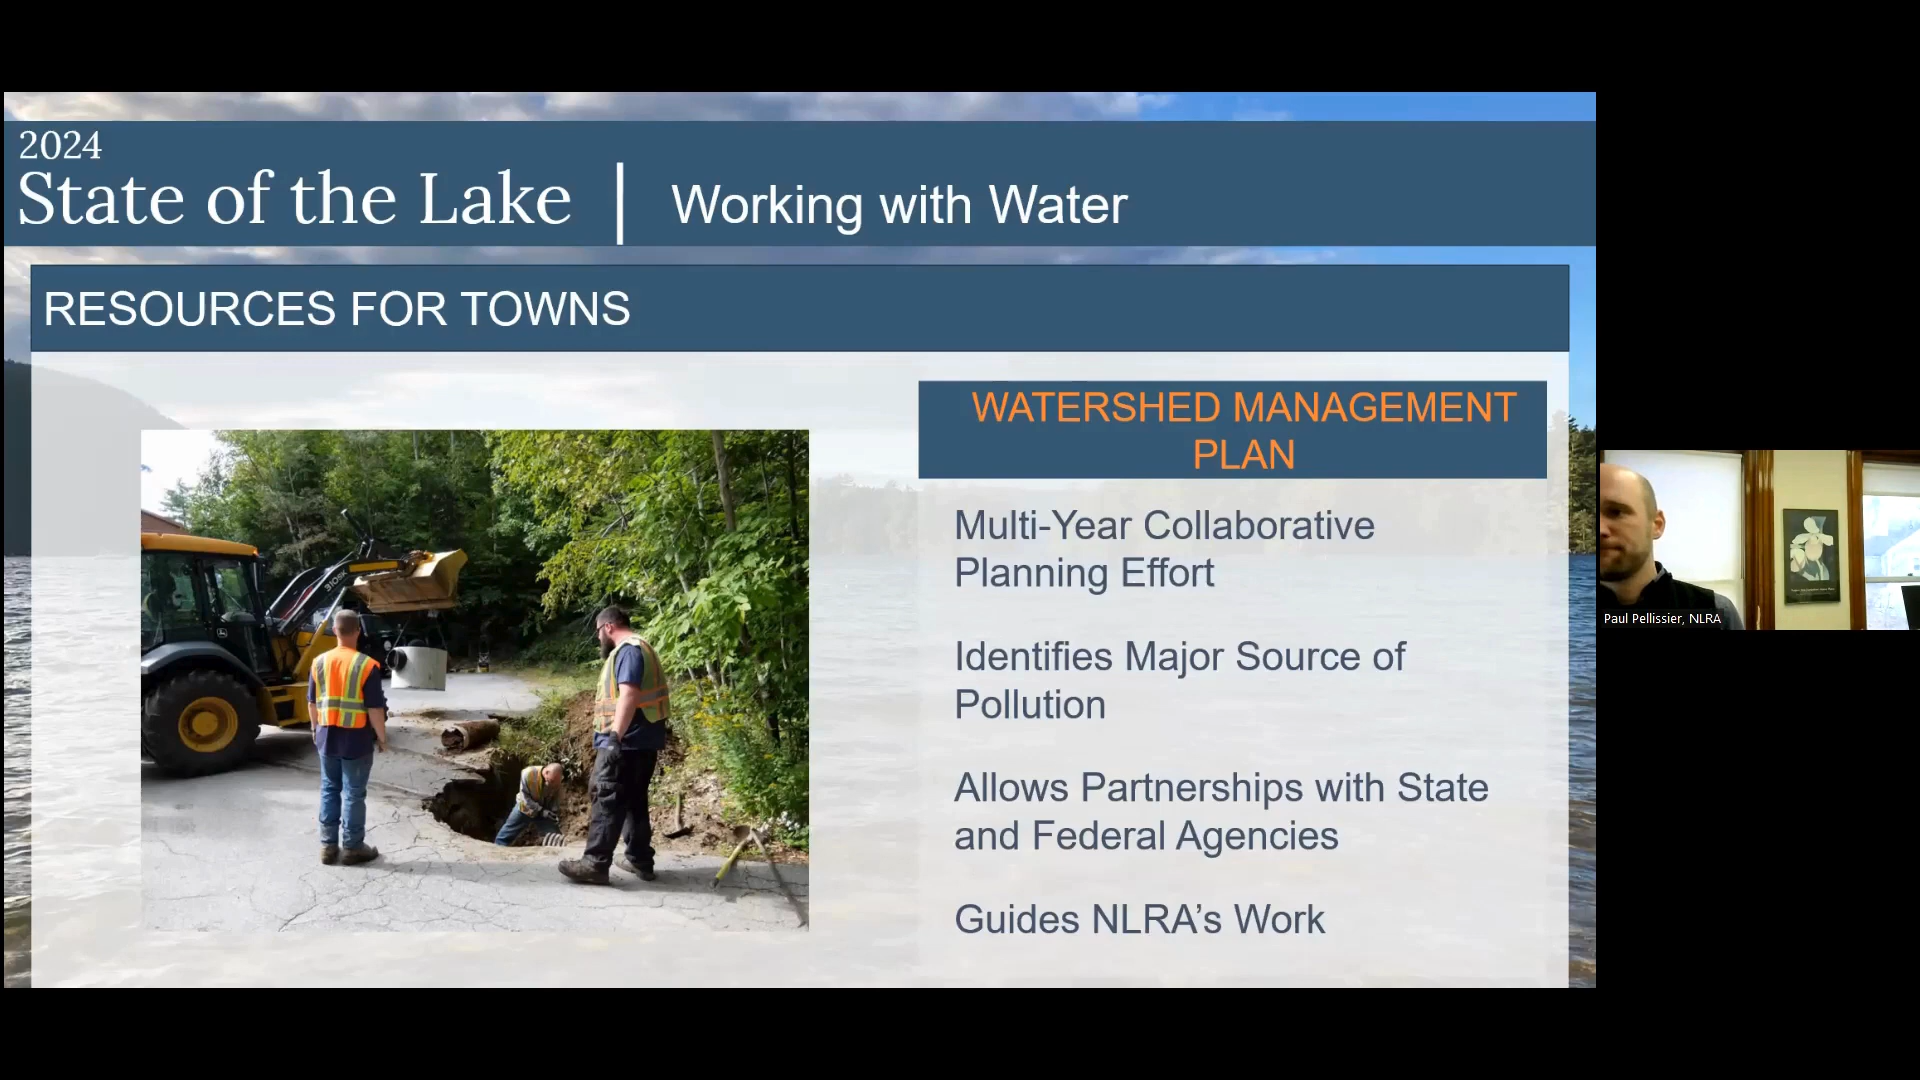 2024
State of the Lake | Working with Water
RESOURCES FOR TOWNS
WATERSHED MANAGEMENT
PLAN
Multi-Year Collaborative
Planning Effort
Identifies Major Source of
Pollution
Allows Partnerships with State
and Federal Agencies
Guides NLRA’s Work
310SK
Paul Pellissier, NLRA